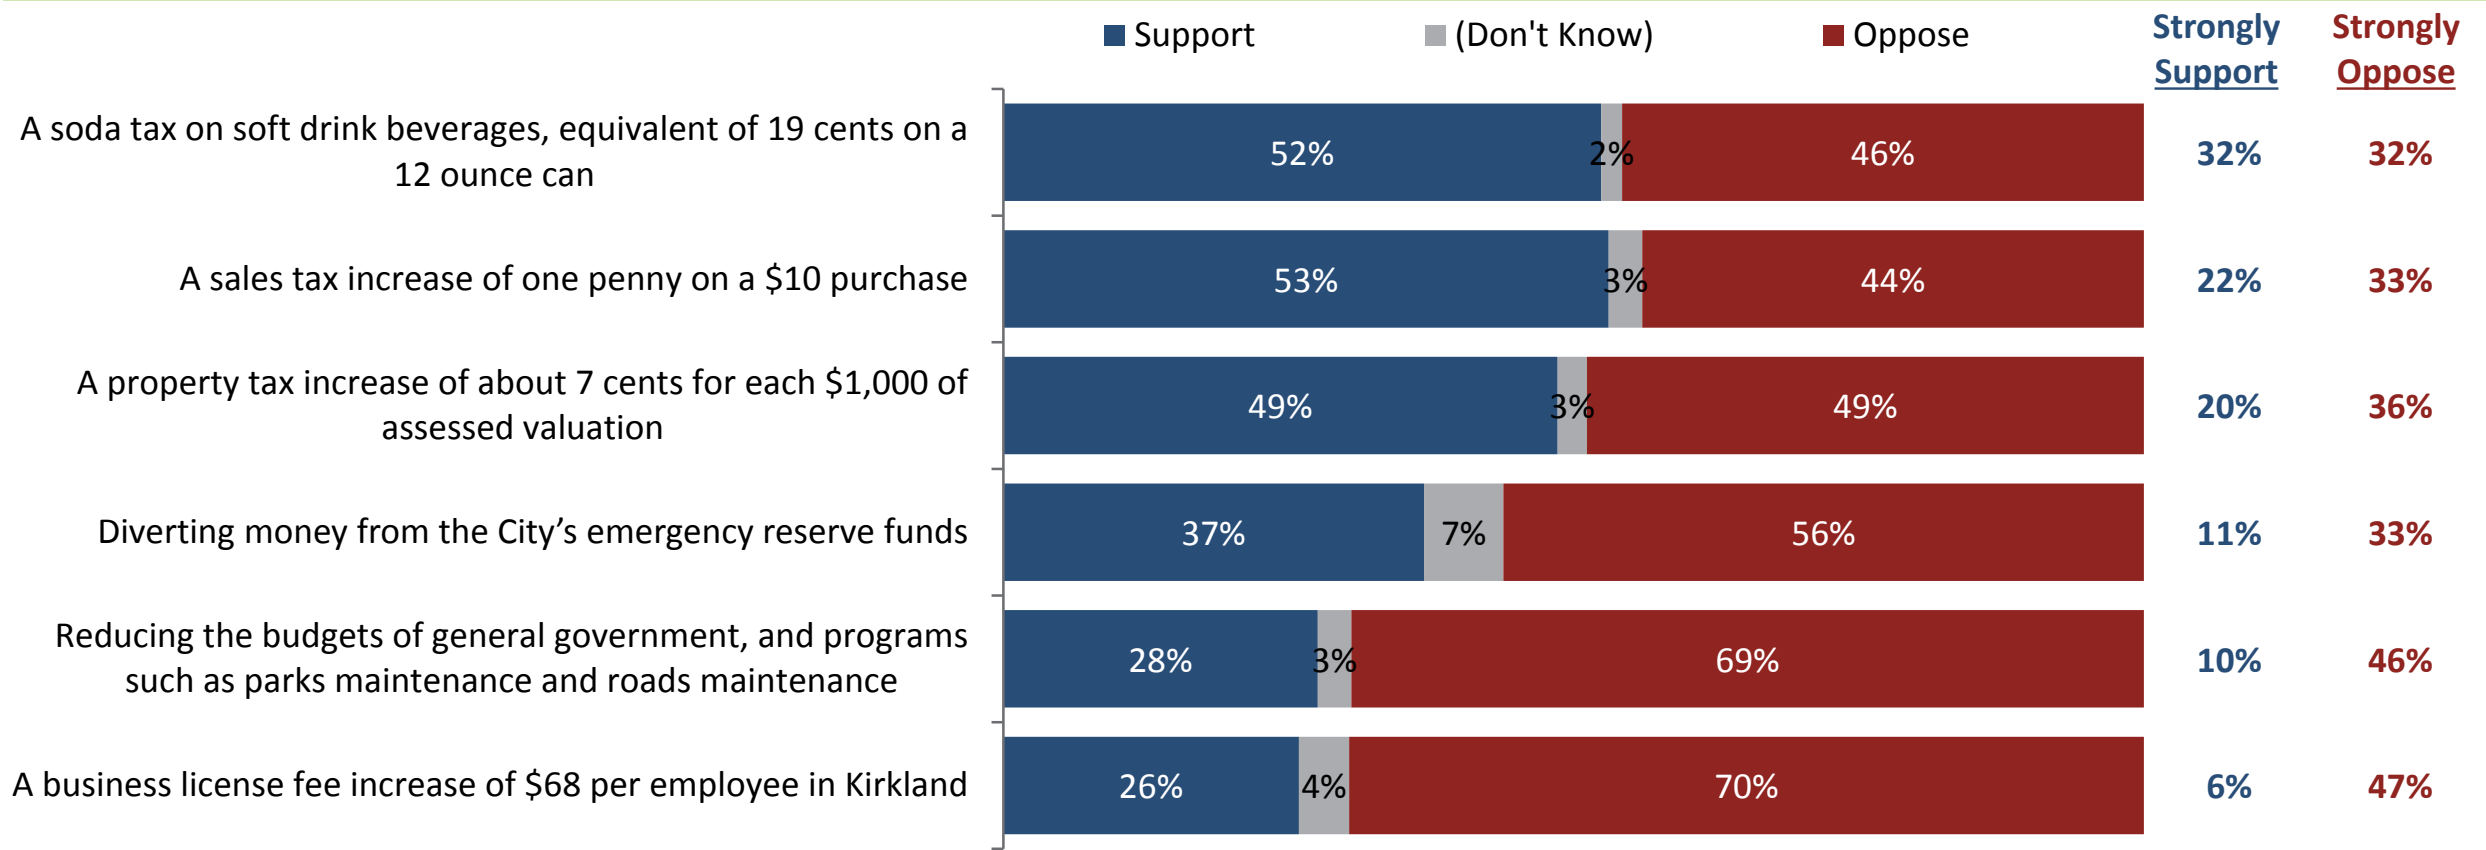 Support (Don't Know) Oppose Strongly Support Strongly Oppose
A soda tax on soft drink beverages, equivalent of 19 cents on a
12 ounce can
52% 2% 46% 32% 32%
A sales tax increase of one penny on a $10 purchase
53% 3% 44% 22% 33%
A property tax increase of about 7 cents for each $1,000 of
assessed valuation
49% 3% 49% 20% 36%
Diverting money from the City’s emergency reserve funds
37% 7% 56% 11% 33%
Reducing the budgets of general government, and programs
such as parks maintenance and roads maintenance
28% 3% 69% 10% 46%
A business license fee increase of $68 per employee in Kirkland
26% 4% 70% 6% 47%